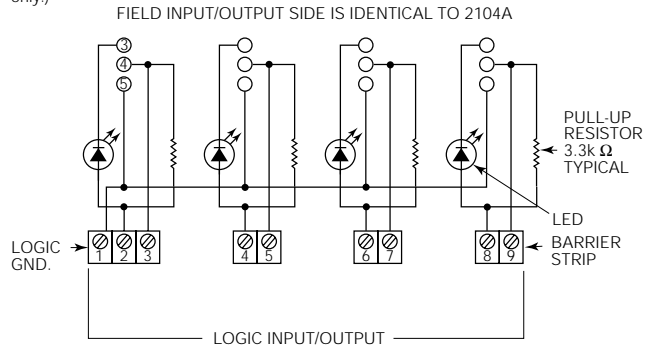 only.)
FIELD INPUT/OUTPUT SIDE IS IDENTICAL TO 2104A
3
4
5
PULL-UP
RESISTOR
3.3k Ω
TYPICAL
LED
LOGIC
GND.
1 2 3
4 5
6 7
8 9
BARRIER
STRIP
LOGIC INPUT/OUTPUT